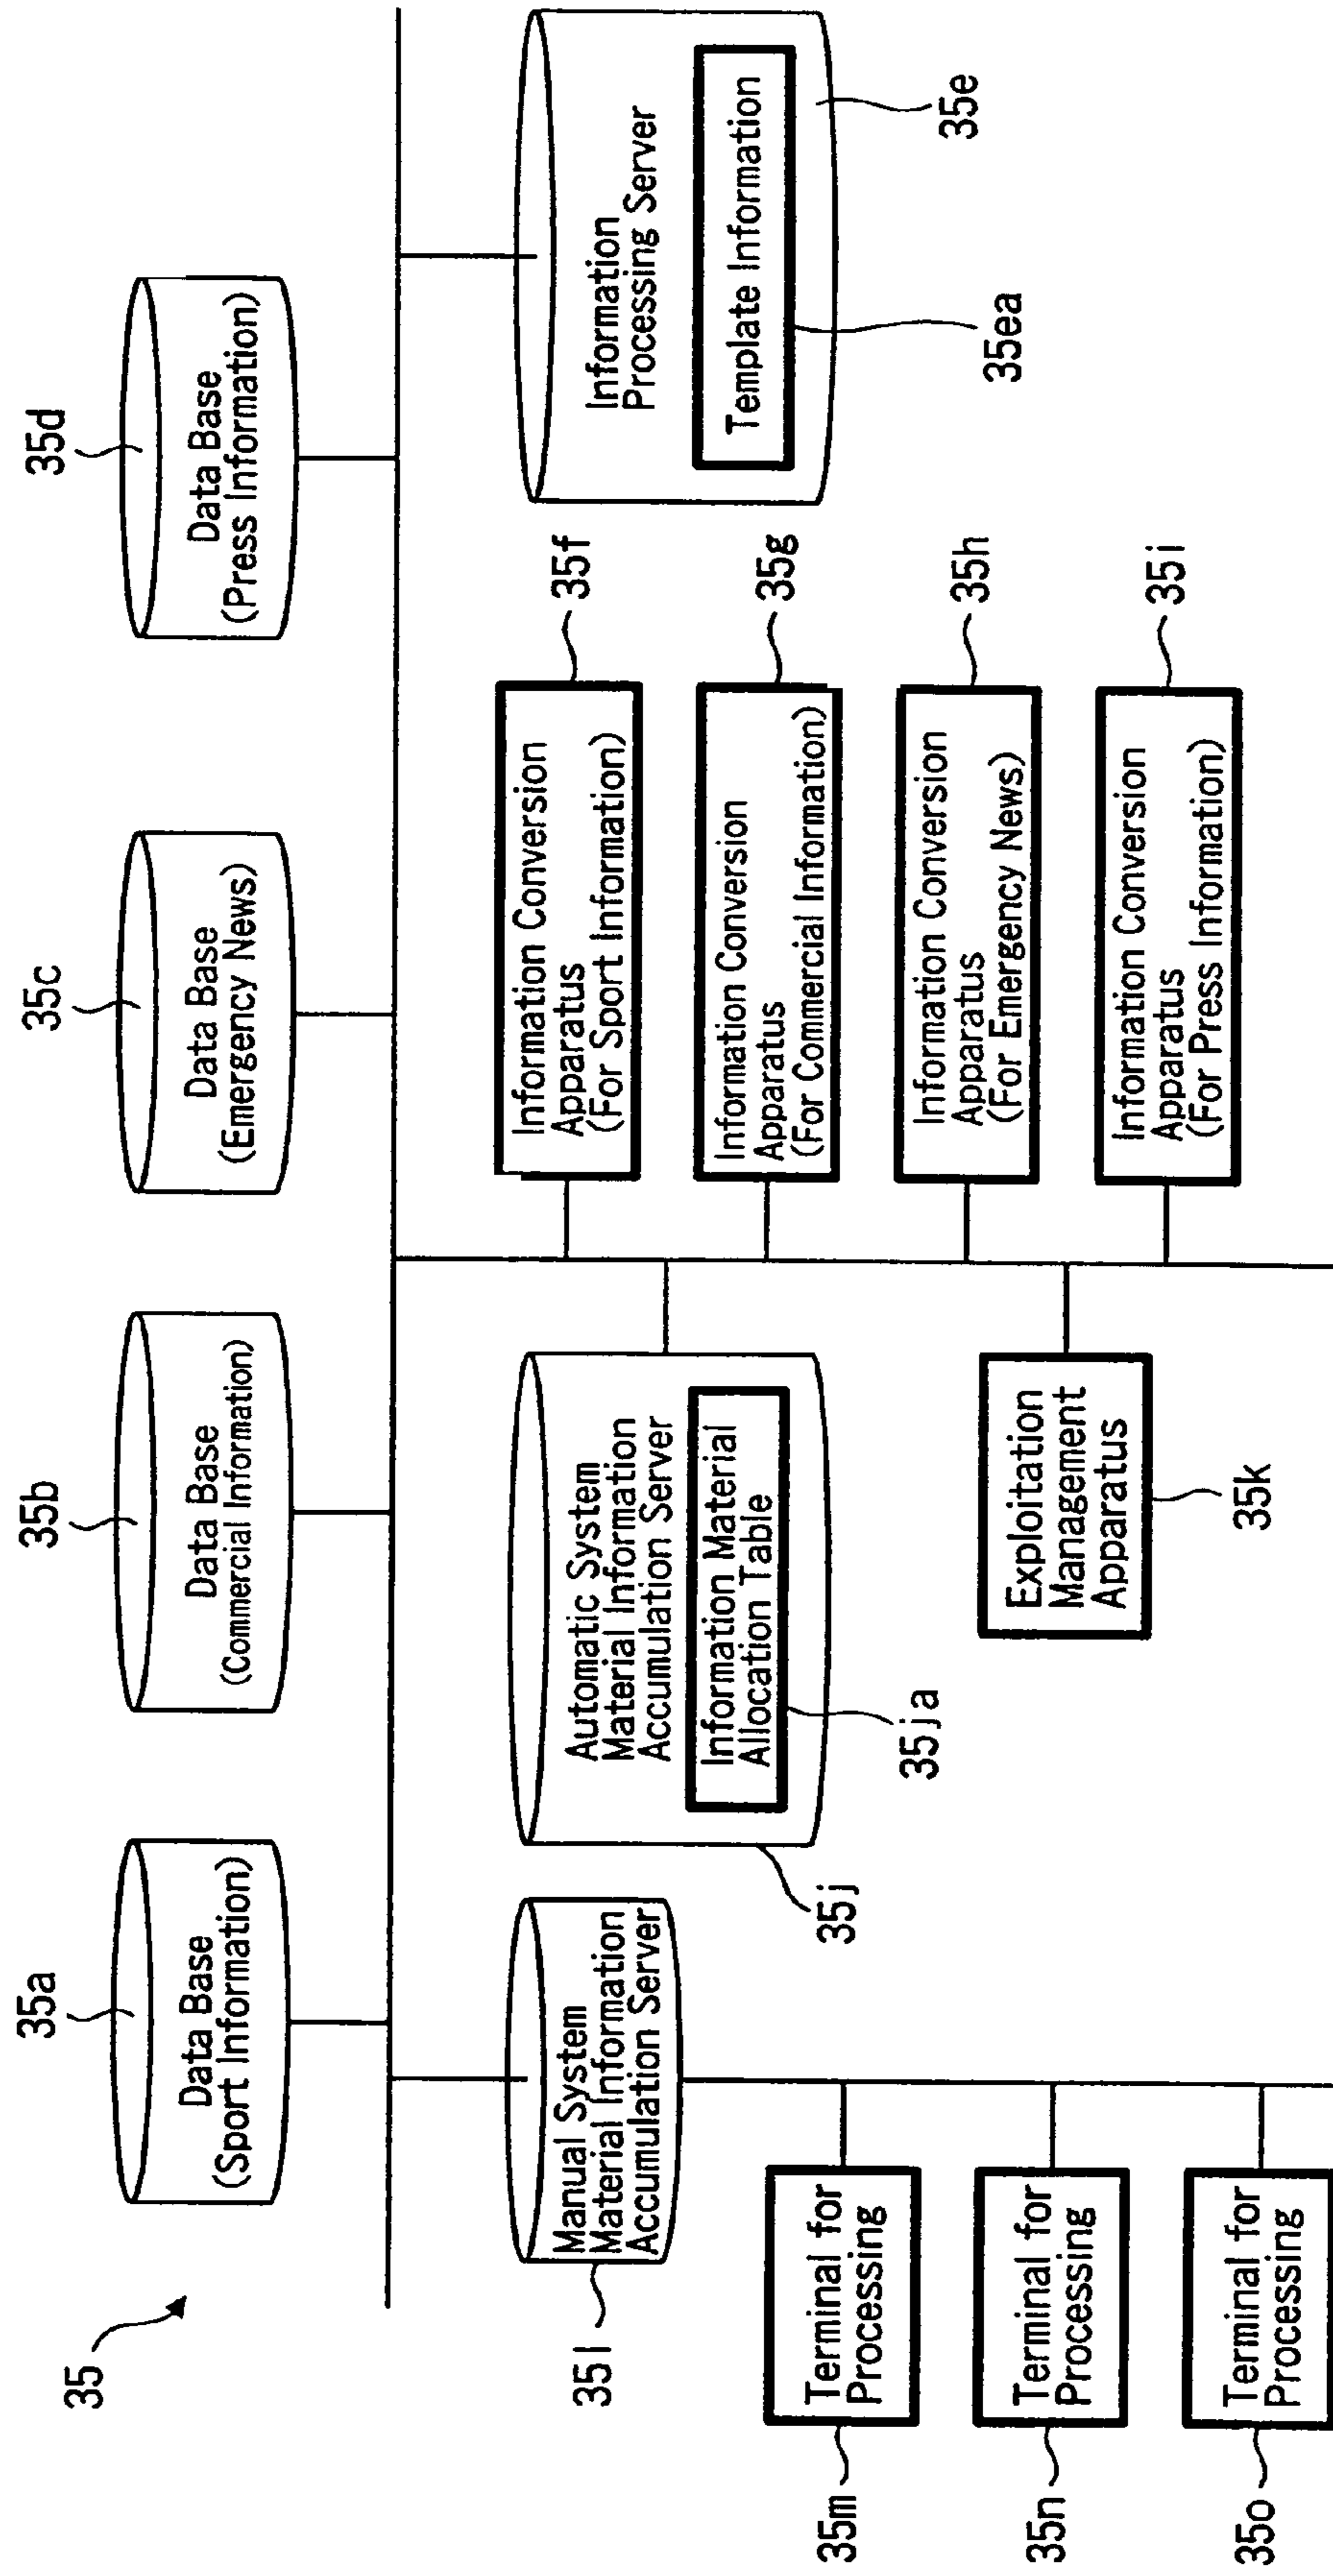 35
35a
Data Base
(Sport Information)
35b
Data Base
(Commercial Information)
35c
Data Base
(Emergency News)
35d
Data Base
(Press Information)
Manual System
Material Information
Accumulation Server
35l
Automatic System
Material Information
Accumulation Server
Information Material
Allocation Table
35ja
35j
Information Conversion
Apparatus
(For Sport Information)
35f
Information Conversion
Apparatus
(For Commercial Information)
35g
Information Conversion
Apparatus
(For Emergency News)
35h
Information Conversion
Apparatus
(For Press Information)
35i
Information
Processing Server
Template Information
35ea
35e
Exploitation
Management
Apparatus
35k
Terminal for
Processing
35m
Terminal for
Processing
35n
Terminal for
Processing
35o